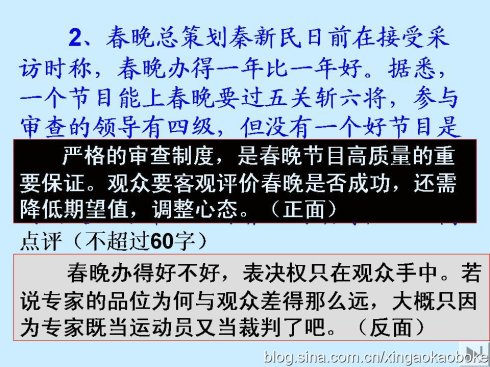 2、春晚总策划秦新民日前在接受采
访时称，春晚办得一年比一年好。据悉，
一个节目能上春晚要过五关斩六将，参与
审查的领导有四级，但没有一个好节目是
严格的审查制度，是春晚节目高质量的重
要保证。观众要客观评价春晚是否成功，还需
降低期望值，调整心态。（正面）
点评（不超过60字）
春晚办得好不好，表决权只在观众手中。若
说专家的品位为何与观众差得那么远，大概只因
为专家既当运动员又当裁判了吧。（反面）
blog.sina.com.cn/xingaokaoboke